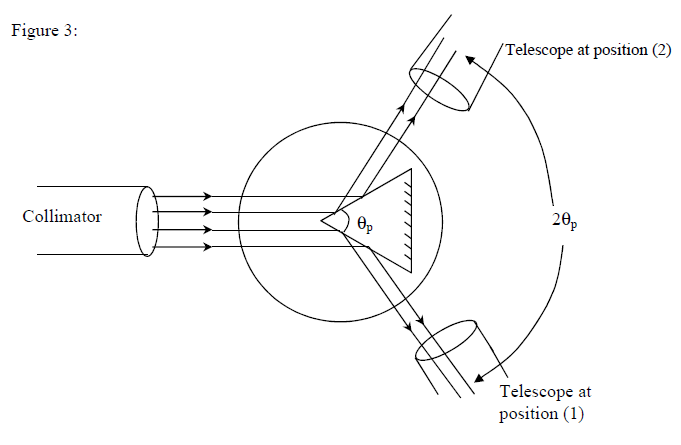 Figure 3:
Telescope at position (2)
Collimator
θp
2θp
Telescope at
position (1)